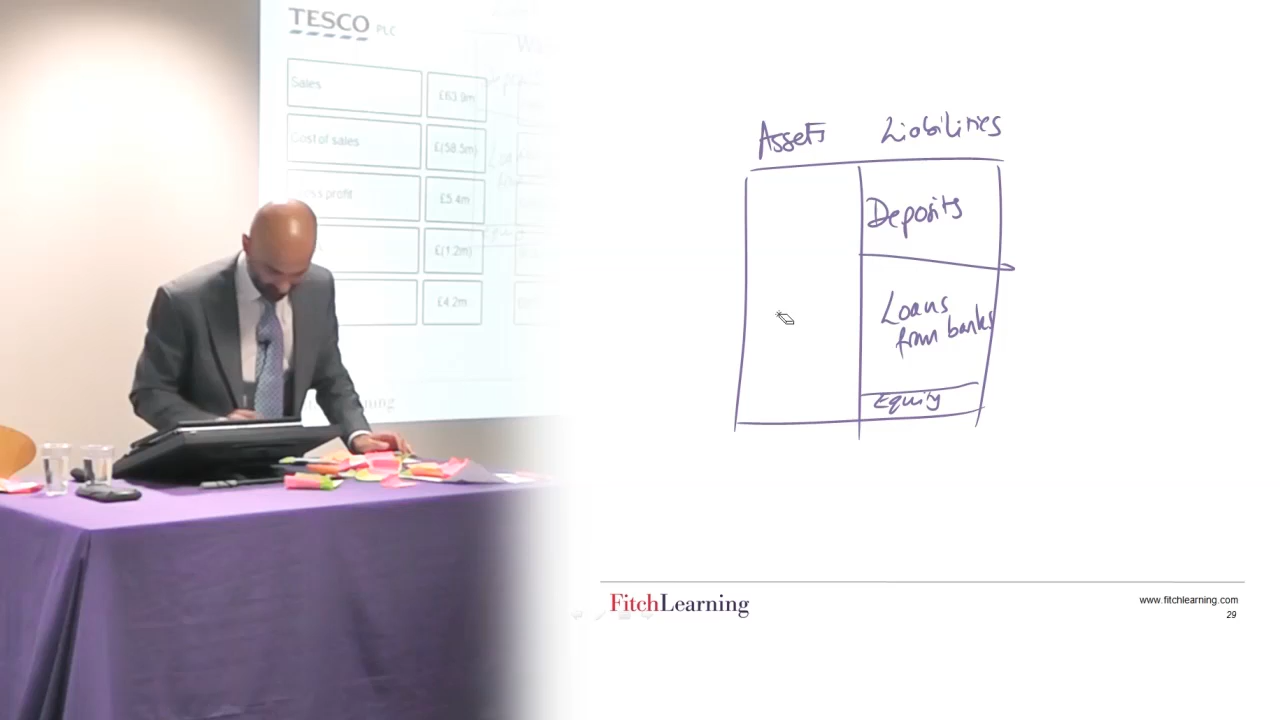 TESCO PLC
Sales £63.9m
Cost of sales £(58.5m)
profit £5.4m
£(1.2m)
£4.2m
Assets Liabilities
Deposits
Loans
from banks
Equity
FitchLearning
www.fitchlearning.com
29